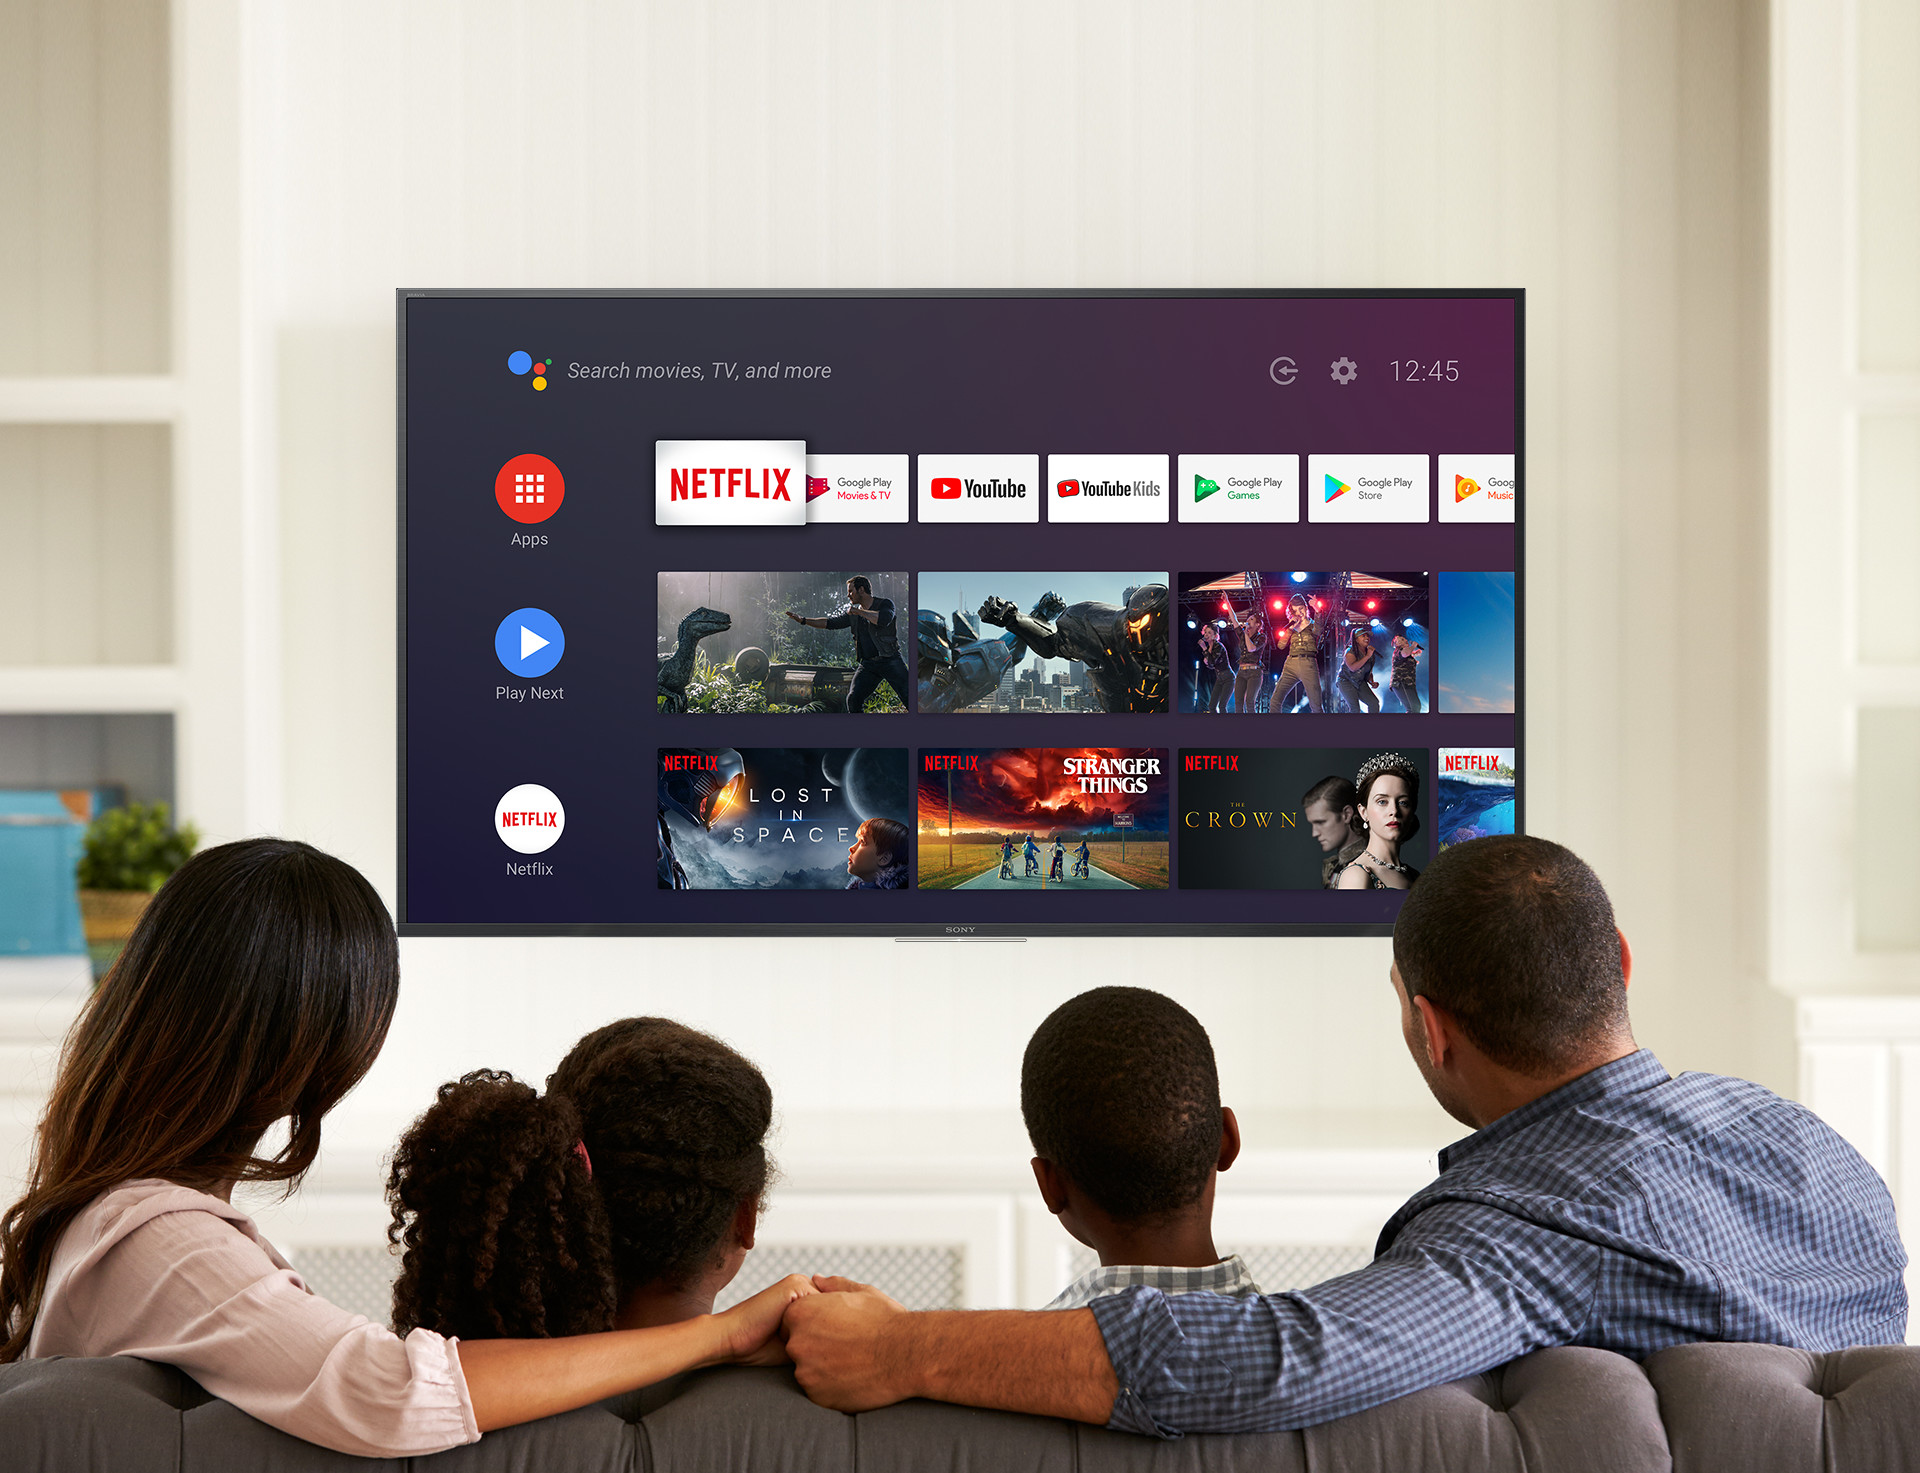 Search movies, TV, and more
12:45
NETFLIX
Google Play
Movies & TV
YouTube
YouTube Kids
Google Play
Games
Google Play
Store
Goog
Music
Apps
Play Next
NETFLIX
LOST
IN
SPACE
NETFLIX
STRANGER
THINGS
NETFLIX
THE
CROWN
NETFLIX
NETFLIX
Netflix
SONY